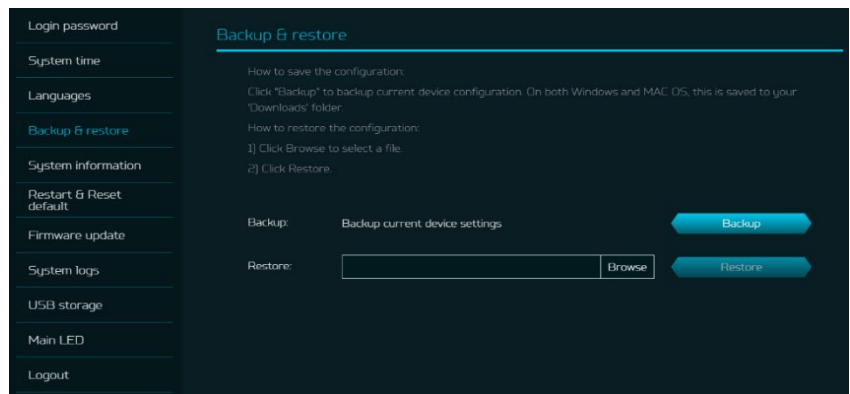 Login password
System time
Languages
Backup & restore
System information
Restart & Reset
default
Firmware update
System logs
USB storage
Main LED
Logout
Backup & restore
How to save the configuration:
Click "Backup" to backup current device configuration. On both Windows and MAC OS, this is saved to your
'Downloads' folder.
How to restore the configuration:
1) Click Browse to select a file.
2) Click Restore.
Backup: Backup current device settings Backup
Restore: Browse Restore